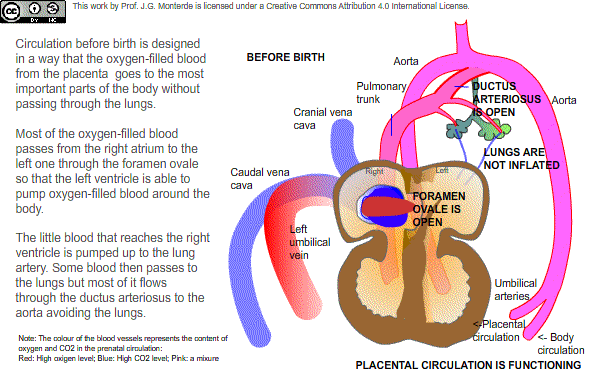 This work by Prof. J.G. Monterde is licensed under a Creative Commons Attribution 4.0 International License.
cc
BY NC
Circulation before birth is designed
in a way that the oxygen-filled blood
from the placenta goes to the most
important parts of the body without
passing through the lungs.
Most of the oxygen-filled blood
passes from the right atrium to the
left one through the foramen ovale
so that the left ventricle is able to
pump oxygen-filled blood around the
body.
The little blood that reaches the right
ventricle is pumped up to the lung
artery. Some blood then passes to
the lungs but most of it flows
through the ductus arteriosus to the
aorta avoiding the lungs.
Note: The colour of the blood vessels represents the content of
oxygen and CO2 in the prenatal circulation:
Red: High oxigen level; Blue: High CO2 level; Pink: a mixure
BEFORE BIRTH
Aorta
Pulmonary
trunk
DUCTUS
ARTERIOSUS
IS OPEN
Aorta
Cranial vena
cava
LUNGS ARE
NOT INFLATED
Caudal vena
cava
Right
Left
FORAMEN
OVALE IS
OPEN
Left
umbilical
vein
Umbilical
arteries
<-Placental
circulation
<- Body
circulation
PLACENTAL CIRCULATION IS FUNCTIONING